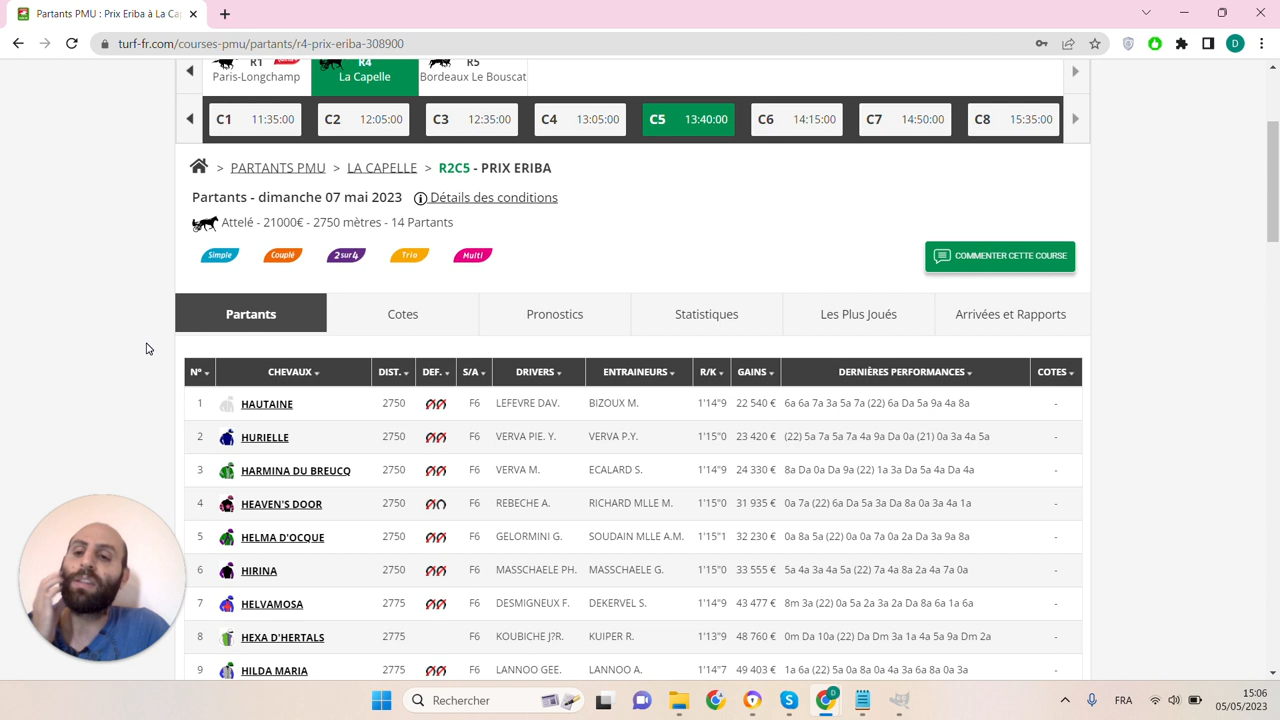 Partants PMU : Prix Eriba à La Ca
turf-fr.com/courses-pmu/partants/r4-prix-eriba-308900
D
R1 R4 R5
Paris-Longchamp La Capelle Bordeaux Le Bouscat
C1 11:35:00 C2 12:05:00 C3 12:35:00 C4 13:05:00 C5 13:40:00 C6 14:15:00 C7 14:50:00 C8 15:35:00
> PARTANTS PMU > LA CAPELLE > R2C5 - PRIX ERIBA
Partants - dimanche 07 mai 2023 Détails des conditions
Attelé - 21000€ - 2750 mètres - 14 Partants
Simple Couplé 2sur4 Trio Multi
COMMENTER CETTE COURSE
Partants Cotes Pronostics Statistiques Les Plus Joués Arrivées et Rapports
N° CHEVAUX DIST. DEF. S/A DRIVERS ENTRAINEURS R/K GAINS DERNIÈRES PERFORMANCES COTES
1 HAUTAINE 2750 F6 LEFEVRE DAV. BIZOUX M. 1'14"9 22 540 € 6a 6a 7a 3a 5a 7a (22) 6a Da 5a 9a 4a 8a -
2 HURIELLE 2750 F6 VERVA PIE. Y. VERVA P.Y. 1'15"0 23 420 € (22) 5a 7a 5a 7a 4a 9a Da 0a (21) 0a 3a 4a 5a -
3 HARMINA DU BREUCQ 2750 F6 VERVA M. ECALARD S. 1'14"9 24 330 € 8a Da 0a Da 9a (22) 1a 3a Da 5a 4a Da 4a -
4 HEAVEN'S DOOR 2750 F6 REBECHE A. RICHARD MLLE M. 1'15"0 31 935 € 0a 7a (22) 6a Da 5a 3a Da 8a 0a 3a 4a 1a -
5 HELMA D'OCQUE 2750 F6 GELORMINI G. SOUDAIN MLLE A.M. 1'15"1 32 230 € 0a 8a 5a (22) 0a 0a 7a 0a 2a Da 3a 9a 8a -
6 HIRINA 2750 F6 MASSCHAELE PH. MASSCHAELE G. 1'15"0 33 555 € 5a 4a 3a 4a 5a (22) 7a 4a 8a 2a 4a 7a 0a -
7 HELVAMOSA 2775 F6 DESMIGNEUX F. DEKERVEL S. 1'14"9 43 477 € 8m 3a (22) 0a 5a 2a 3a 2a Da 8a 6a 1a 6a -
8 HEXA D'HERTALS 2775 F6 KOUBICHE J?R. KUIPER R. 1'13"9 48 760 € 0m Da 10a (22) Da Dm 3a 1a 4a 5a 9a Dm 2a -
9 HILDA MARIA 2775 F6 LANNOO GEE. LANNOO A. 1'14"7 49 403 € 1a 6a (22) 5a 0a 8a 0a 4a 3a 6a 8a 0a 3a -
Rechercher
D
FRA
15:06
05/05/2023